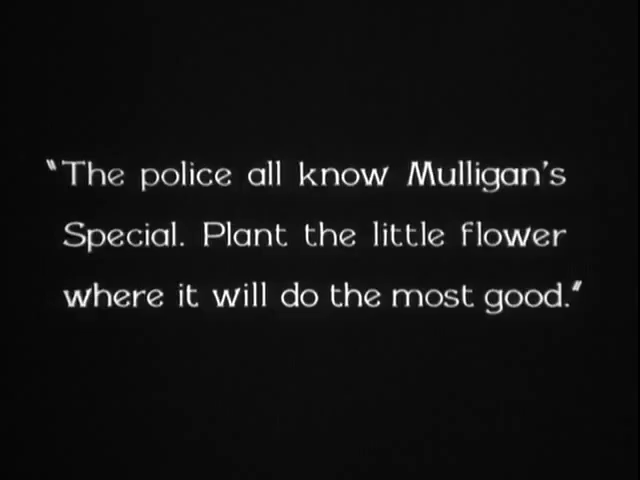 "The police all know Mulligan's
Special. Plant the little flower
where it will do the most good."